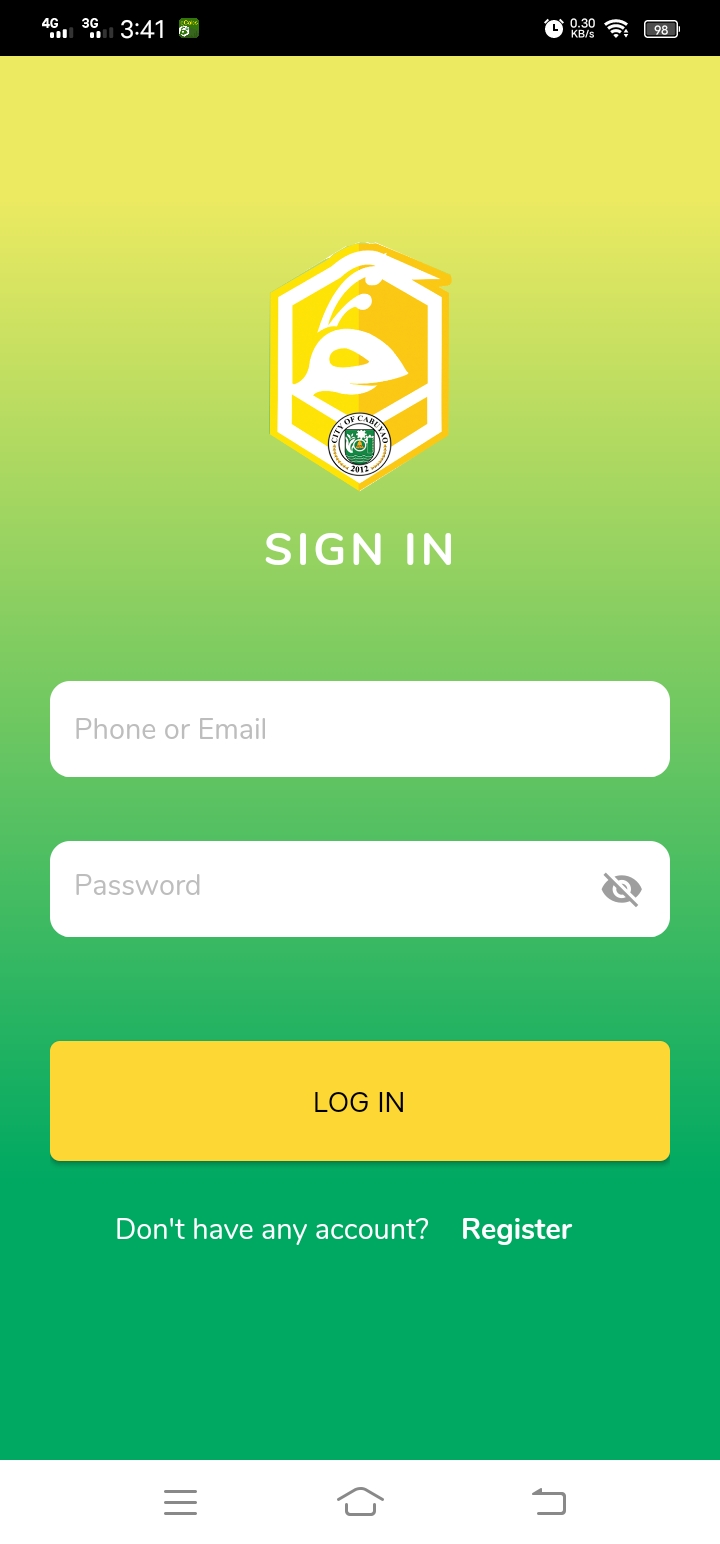 4G 3G 3:41 0.30 KB/s 98
CITY OF CABUYAO
2012
SIGN IN
Phone or Email
Password
LOG IN
Don't have any account? Register